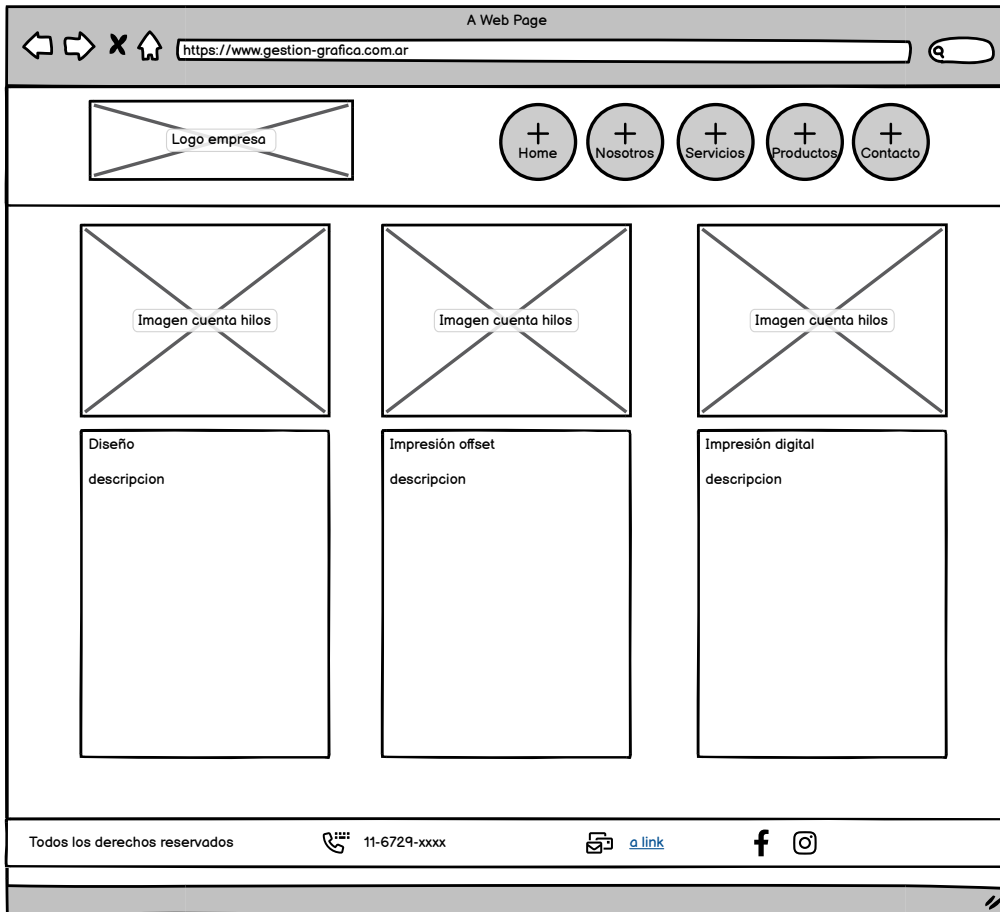 A Web Page
https://www.gestion-grafica.com.ar
Logo empresa
Home
Nosotros
Servicios
Productos
Contacto
Imagen cuenta hilos
Imagen cuenta hilos
Imagen cuenta hilos
Diseño
descripcion
Impresión offset
descripcion
Impresión digital
descripcion
Todos los derechos reservados
11-6729-xxxx
a link